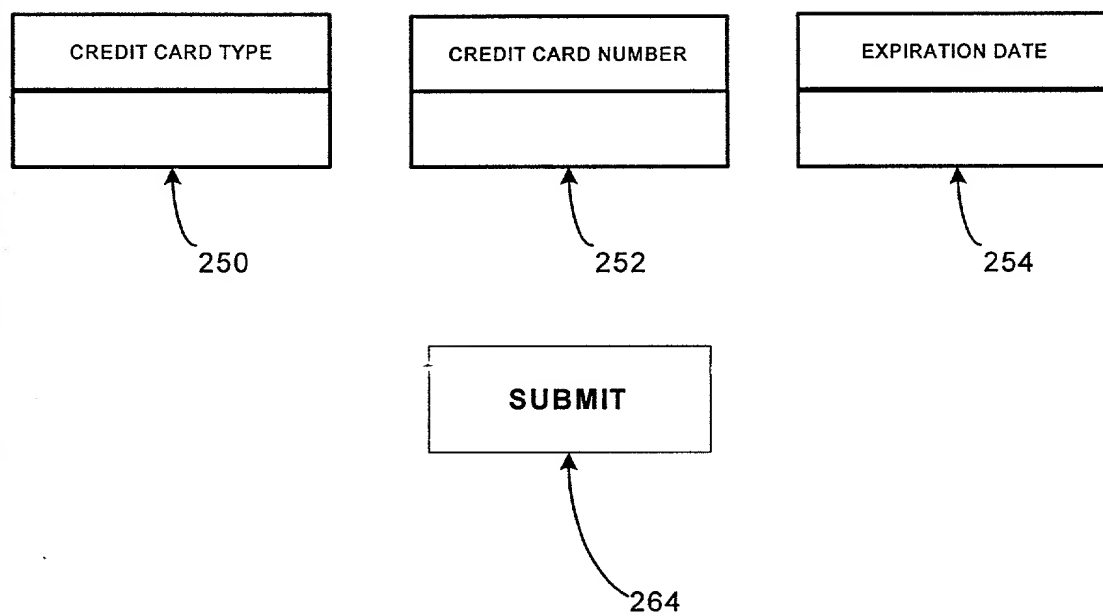 CREDIT CARD TYPE
CREDIT CARD NUMBER
EXPIRATION DATE
250
252
254
SUBMIT
264